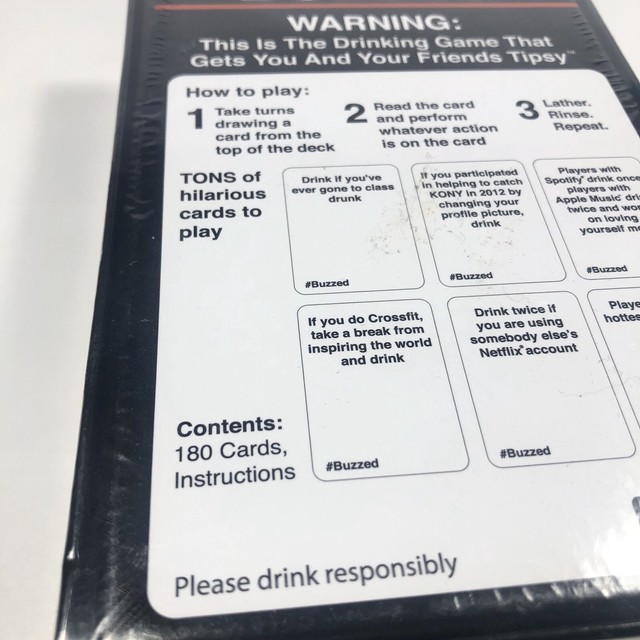 WARNING:
This Is The Drinking Game That
Gets You And Your Friends Tipsy™
How to play:
1 Take turns
drawing a
card from the
top of the deck
2 Read the card
and perform
whatever action
is on the card
3 Lather.
Rinse.
Repeat.
TONS of
hilarious
cards to
play
Drink if you've
ever gone to class
drunk
#Buzzed
If you participated
in helping to catch
KONY in 2012 by
changing your
profile picture,
drink
#Buzzed
Players with
Spotify® drink once
players with
Apple Music®
twice and
on loving
yourself
#Buzzed
If you do Crossfit,
take a break from
inspiring the world
and drink
#Buzzed
Drink twice if
you are using
somebody else's
Netflix® account
#Buzzed
Contents:
180 Cards,
Instructions
Please drink responsibly